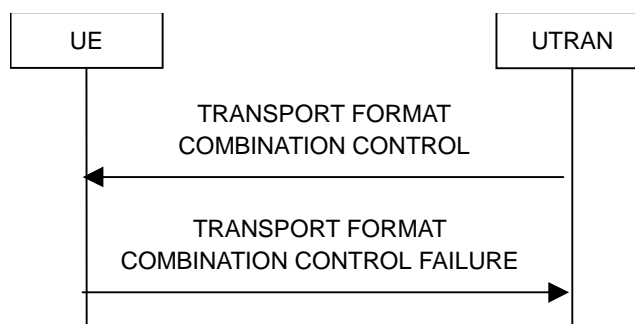 UE
UTRAN
TRANSPORT FORMAT
COMBINATION CONTROL
TRANSPORT FORMAT
COMBINATION CONTROL FAILURE